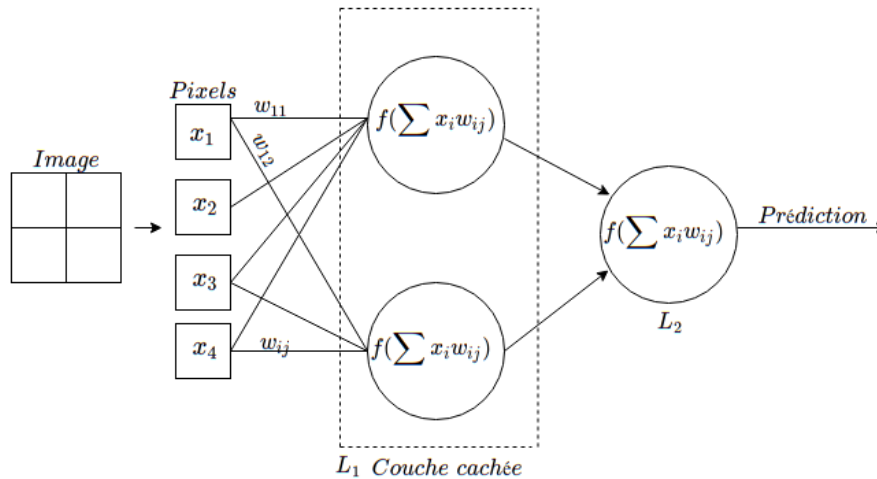 Image
Pixels
x₁
x₂
x₃
x₄
w₁₁
w₁₂
wᵢⱼ
f(∑ xᵢwᵢⱼ)
f(∑ xᵢwᵢⱼ)
L₁ Couche cachée
f(∑ xᵢwᵢⱼ)
L₂
Prédiction